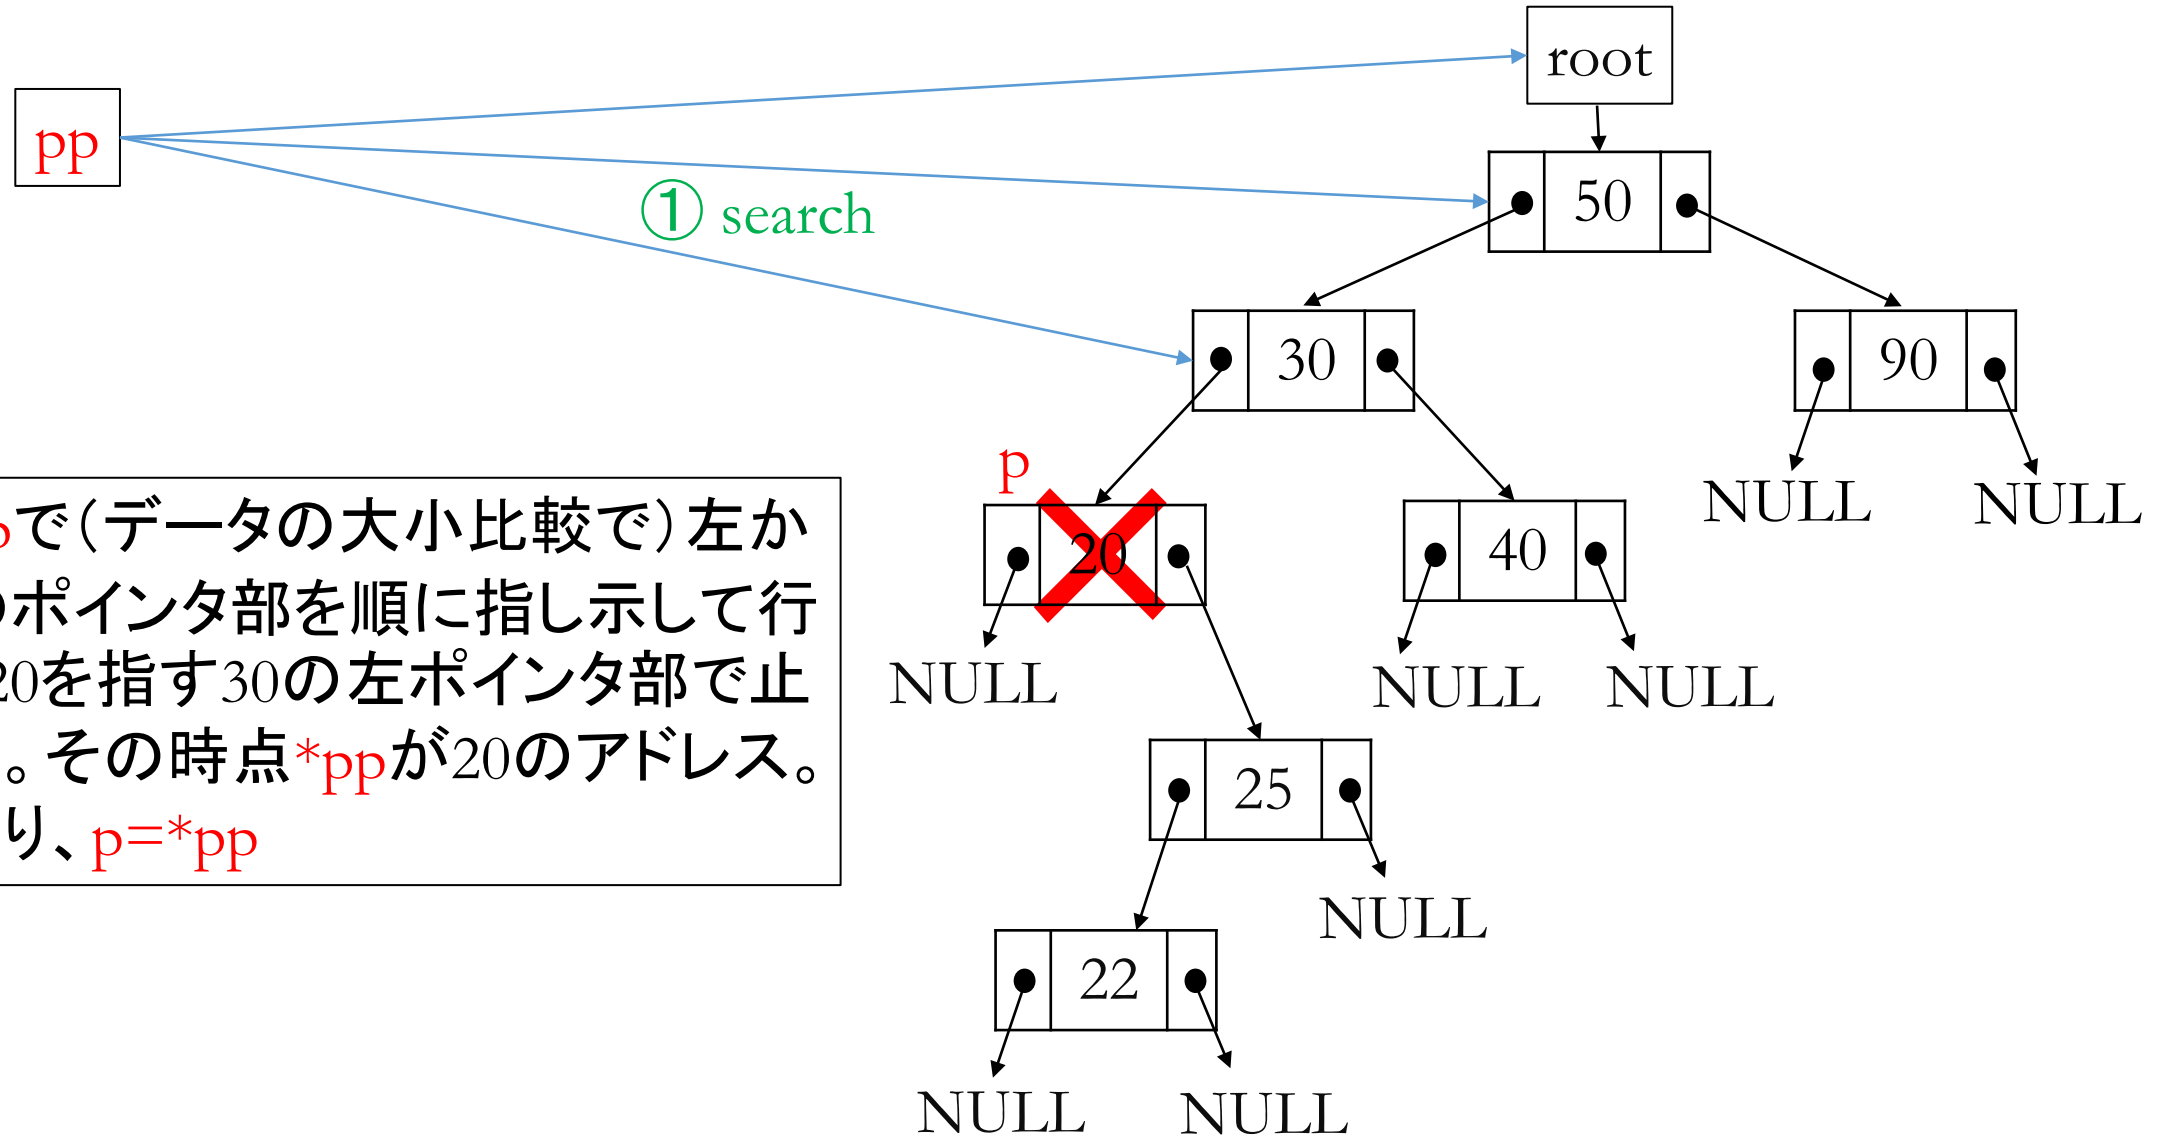 root
pp
① search
50
30
90
p
NULL NULL
20
40
NULL
NULL NULL
25
NULL
22
NULL NULL
で(データの大小比較で)左か
ポインタ部を順に指し示して行
20を指す30の左ポインタ部で止
。その時点*ppが20のアドレス。
り、p=*pp